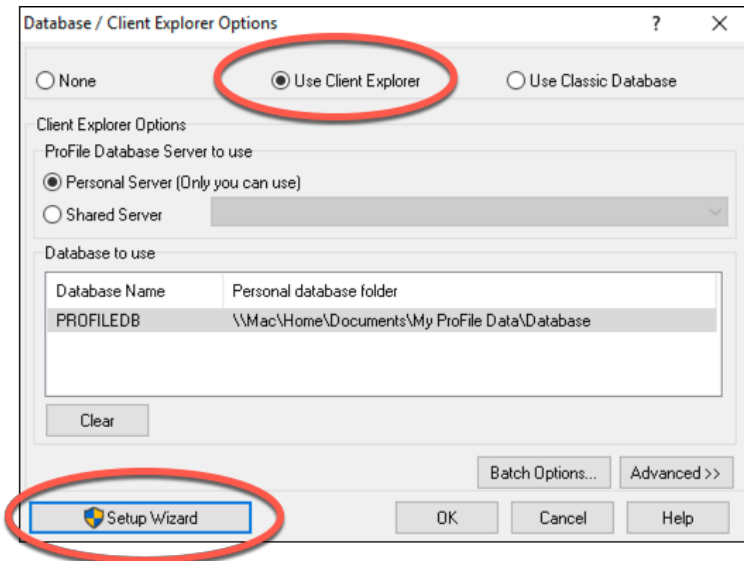 Database / Client Explorer Options
None Use Client Explorer Use Classic Database
Client Explorer Options
ProFile Database Server to use
Personal Server (Only you can use)
Shared Server
Database to use
Database Name Personal database folder
PROFILEDB \\Mac\Home\Documents\My ProFile Data\Database
Clear
Batch Options... Advanced >>
Setup Wizard OK Cancel Help